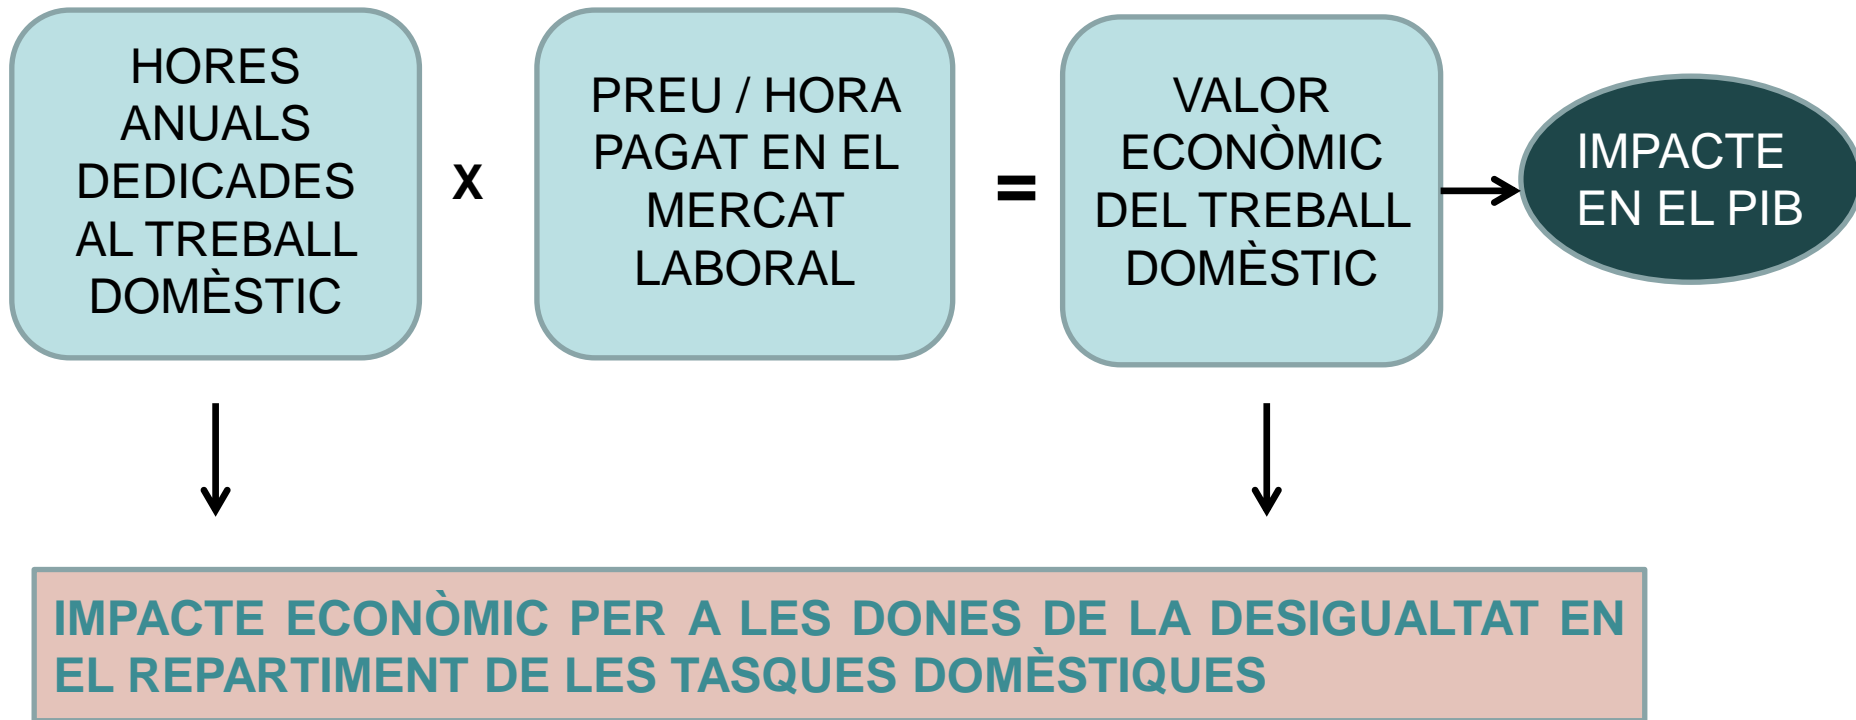 HORES
ANUALS
DEDICADES
AL TREBALL
DOMÈSTIC
x
PREU / HORA
PAGAT EN EL
MERCAT
LABORAL
=
VALOR
ECONÒMIC
DEL TREBALL
DOMÈSTIC
IMPACTE
EN EL PIB
IMPACTE ECONÒMIC PER A LES DONES DE LA DESIGUALTAT EN
EL REPARTIMENT DE LES TASQUES DOMÈSTIQUES